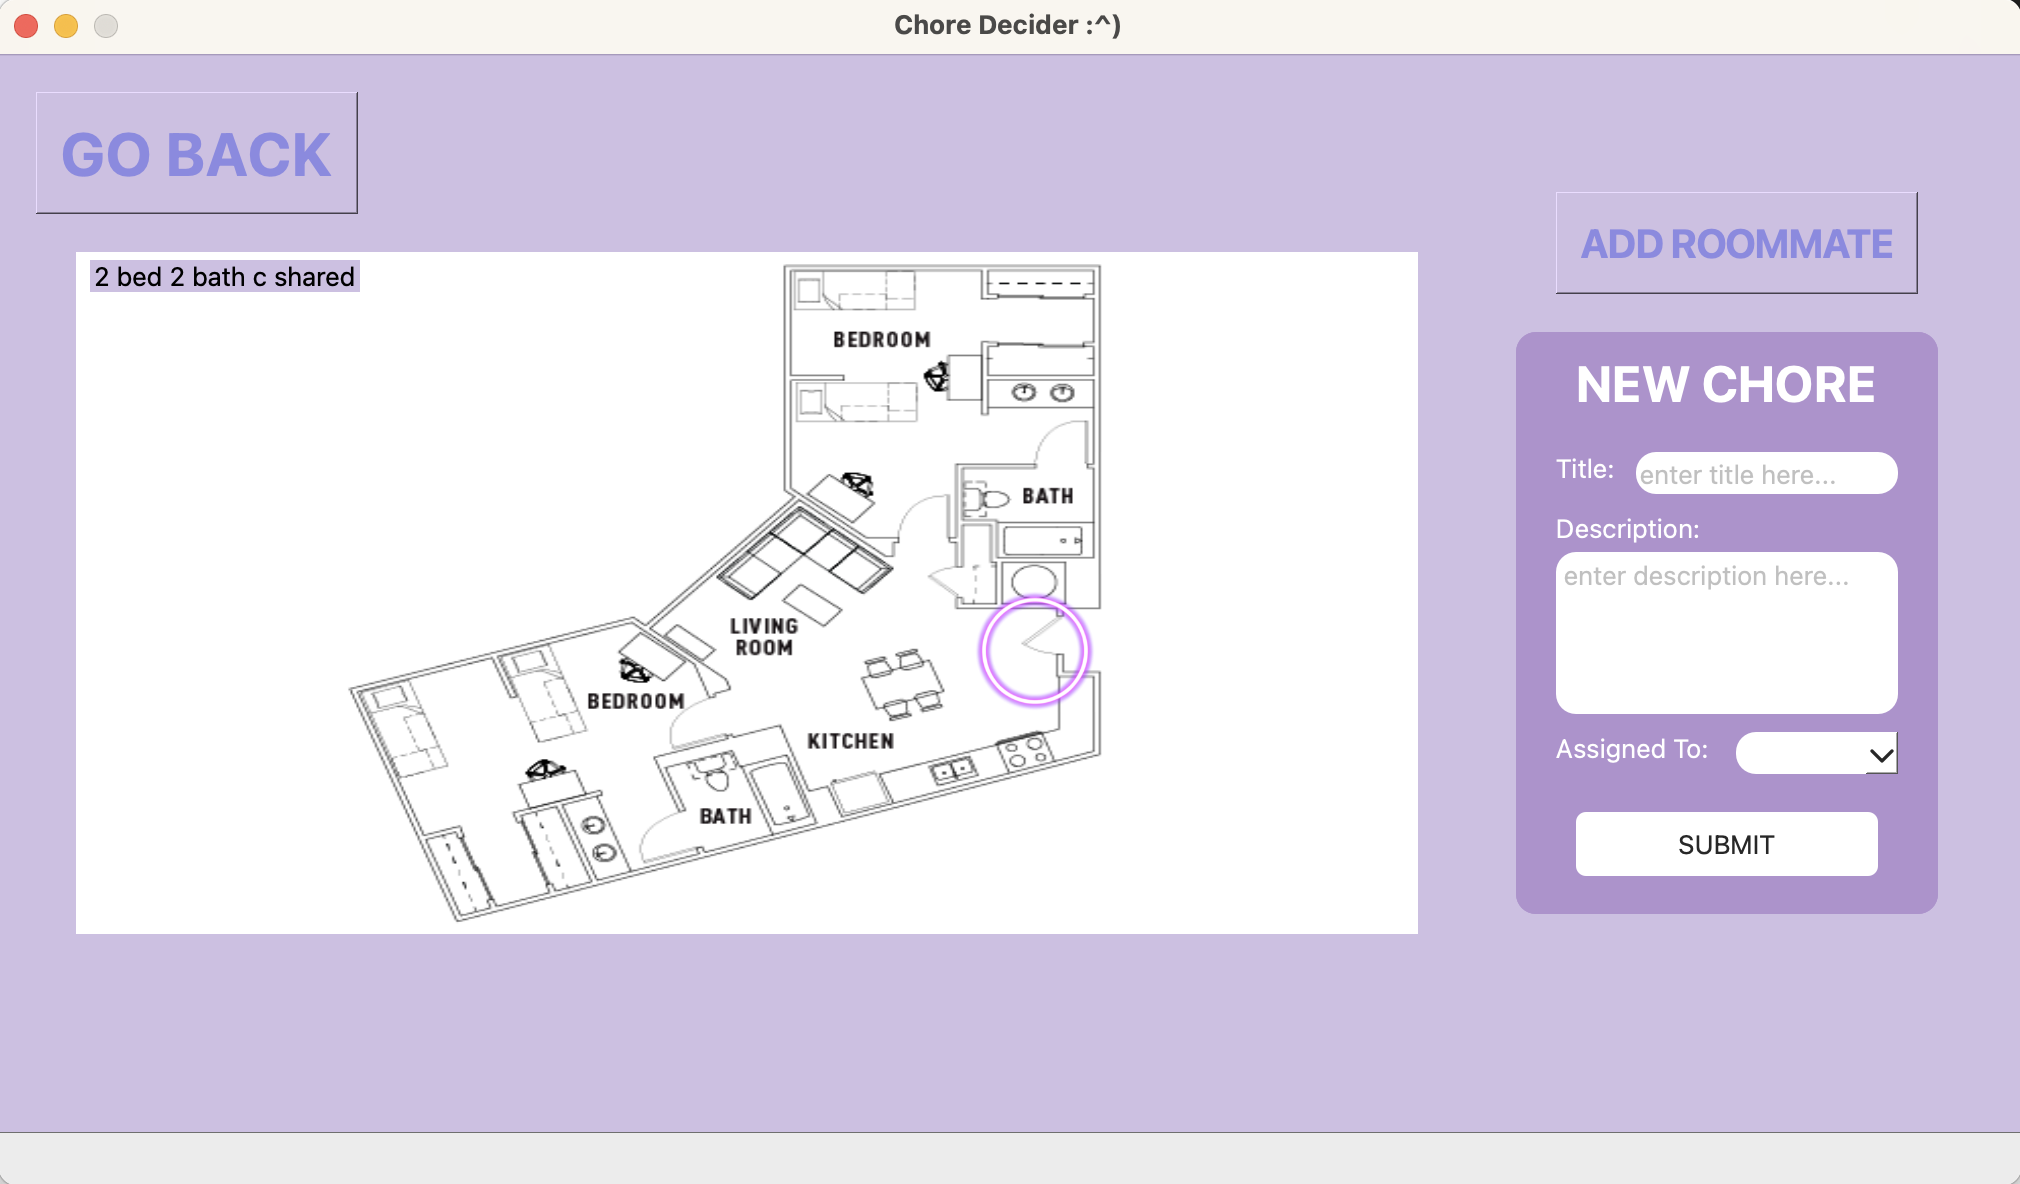 Chore Decider :^)
GO BACK
ADD ROOMMATE
2 bed 2 bath c shared
BEDROOM
BATH
LIVING
ROOM
BEDROOM
KITCHEN
BATH
NEW CHORE
Title: enter title here...
Description:
enter description here...
Assigned To:
SUBMIT